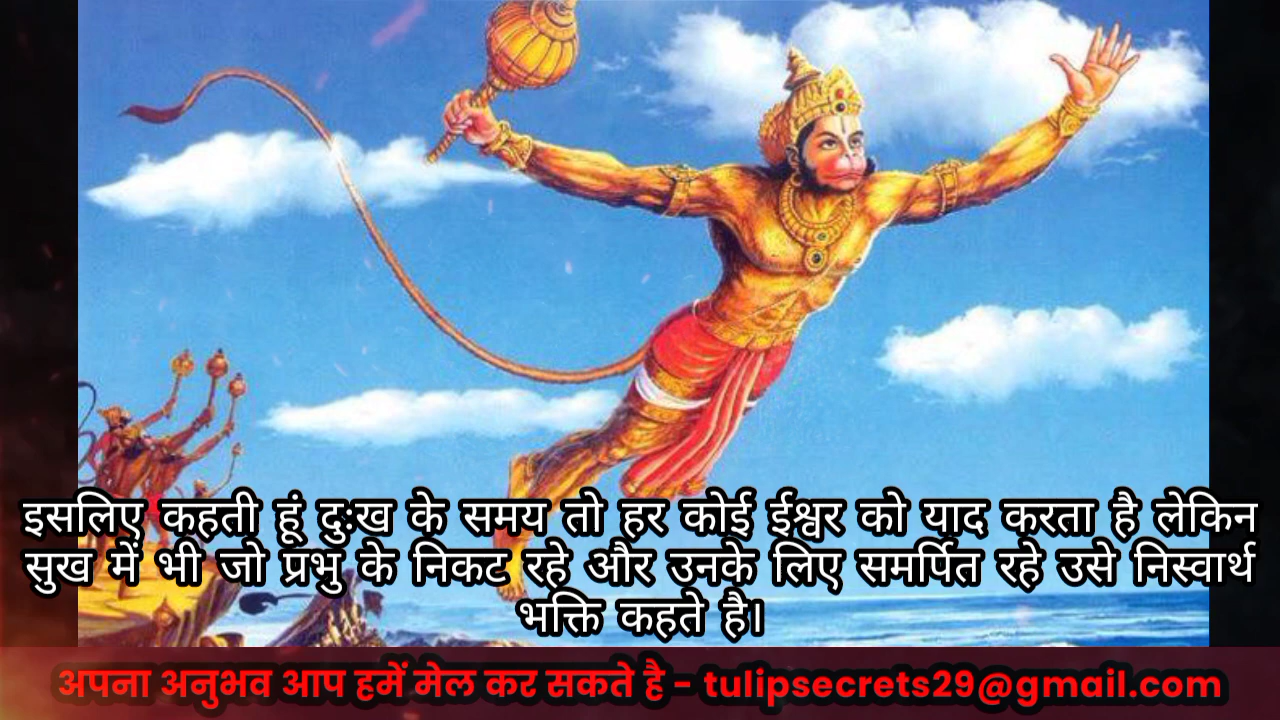 इसलिए कहती हूं दुःख के समय तो हर कोई ईश्वर को याद करता है लेकिन
सुख में भी जो प्रभु के निकट रहे और उनके लिए समर्पित रहे उसे निस्वार्थ
भक्ति कहते है।
अपना अनुभव आप हमें मेल कर सकते है - tulipsecrets29@gmail.com